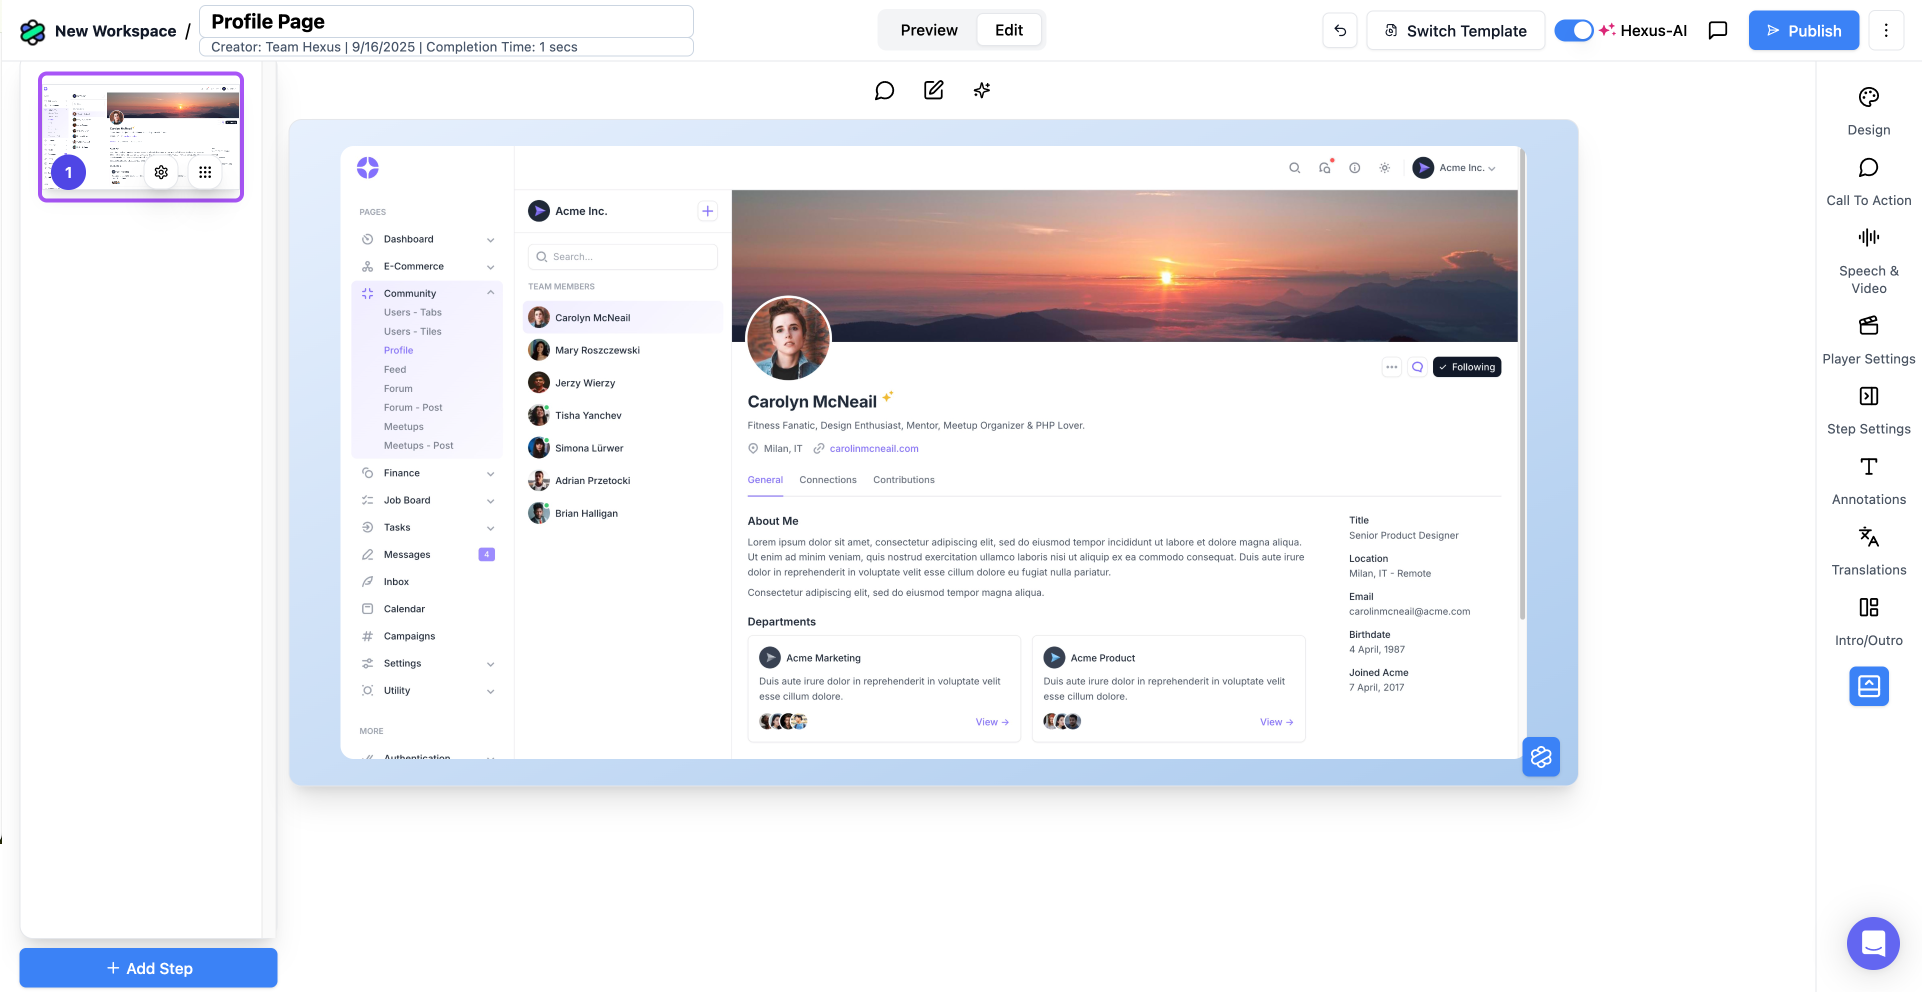 New Workspace /
Profile Page
Creator: Team Hexus | 9/16/2025 | Completion Time: 1 secs
Preview
Edit
Switch Template
Hexus-AI
Publish
1
Add Step
PAGES
Dashboard
E-Commerce
Community
Users - Tabs
Users - Tiles
Profile
Feed
Forum
Forum - Post
Meetups
Meetups - Post
Finance
Job Board
Tasks
Messages 4
Inbox
Calendar
Campaigns
Settings
Utility
MORE
Authentication
Acme Inc.
Search...
TEAM MEMBERS
Carolyn McNeail
Mary Roszczewski
Jerzy Wierzy
Tisha Yanchev
Simona Lürwer
Adrian Przetocki
Brian Halligan
Acme Inc.
Following
Carolyn McNeail
Fitness Fanatic, Design Enthusiast, Mentor, Meetup Organizer & PHP Lover.
Milan, IT carolinmcneail.com
General Connections Contributions
About Me
Lorem ipsum dolor sit amet, consectetur adipiscing elit, sed do eiusmod tempor incididunt ut labore et dolore magna aliqua.
Ut enim ad minim veniam, quis nostrud exercitation ullamco laboris nisi ut aliquip ex ea commodo consequat. Duis aute irure
dolor in reprehenderit in voluptate velit esse cillum dolore eu fugiat nulla pariatur.
Consectetur adipiscing elit, sed do eiusmod tempor magna aliqua.
Departments
Acme Marketing
Duis aute irure dolor in reprehenderit in voluptate velit
esse cillum dolore.
View ->
Acme Product
Duis aute irure dolor in reprehenderit in voluptate velit
esse cillum dolore.
View ->
Title
Senior Product Designer
Location
Milan, IT - Remote
Email
carolinmcneail@acme.com
Birthdate
4 April, 1987
Joined Acme
7 April, 2017
Design
Call To Action
Speech &
Video
Player Settings
Step Settings
Annotations
Translations
Intro/Outro